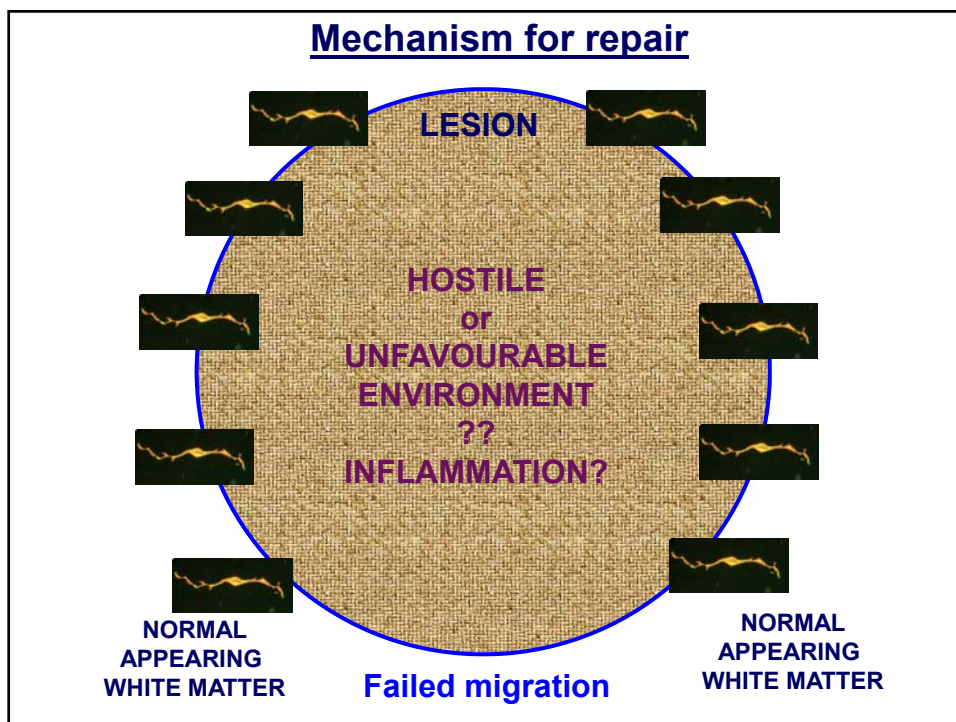 Mechanism for repair
LESION
HOSTILE
or
UNFAVOURABLE
ENVIRONMENT
??
INFLAMMATION?
NORMAL
APPEARING
WHITE MATTER
Failed migration
NORMAL
APPEARING
WHITE MATTER